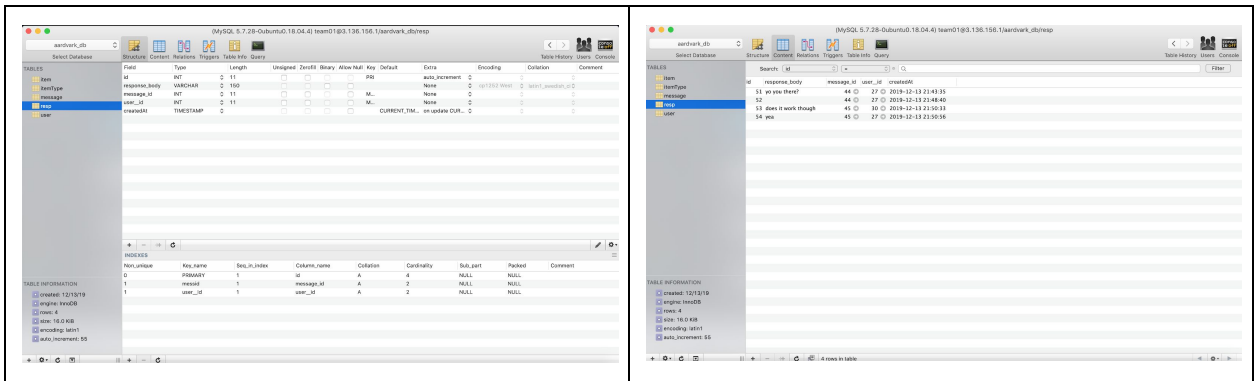 (MySQL 5.7.28-0ubuntu0.18.04.4) team01@3.136.156.1/aardvark_db/resp
aardvark_db
Select Database Structure Content Relations Triggers Table Info Query Table History Users Console
TABLES
item
itemType
message
resp
user
Field Type Length Unsigned Zerofill Binary Allow Null Key Default Extra Encoding Collation Comment
id INT 11 PRI auto_increment
response_body VARCHAR 150 None cp1252 West latin1_swedish_ci
message_id INT 11 M... None
user__id INT 11 M... None
createdAt TIMESTAMP CURRENT_TIM... on update CUR...
INDEXES
Non_unique Key_name Seq_in_index Column_name Collation Cardinality Sub_part Packed Comment
0 PRIMARY 1 id A 4 NULL NULL
1 messid 1 message_id A 2 NULL NULL
1 user__id 1 user__id A 2 NULL NULL
TABLE INFORMATION
created: 12/13/19
engine: InnoDB
rows: 4
size: 16.0 KiB
encoding: latin1
auto_increment: 55
(MySQL 5.7.28-0ubuntu0.18.04.4) team01@3.136.156.1/aardvark_db/resp
aardvark_db
Select Database Structure Content Relations Triggers Table Info Query Table History Users Console
TABLES
item
itemType
message
resp
user
Search: id = Filter
id response_body message_id user__id createdAt
51 yo you there? 44 27 2019-12-13 21:43:35
52 44 27 2019-12-13 21:48:40
53 does it work though 45 30 2019-12-13 21:50:33
54 yea 45 27 2019-12-13 21:50:56
TABLE INFORMATION
created: 12/13/19
engine: InnoDB
rows: 4
size: 16.0 KiB
encoding: latin1
auto_increment: 55
4 rows in table